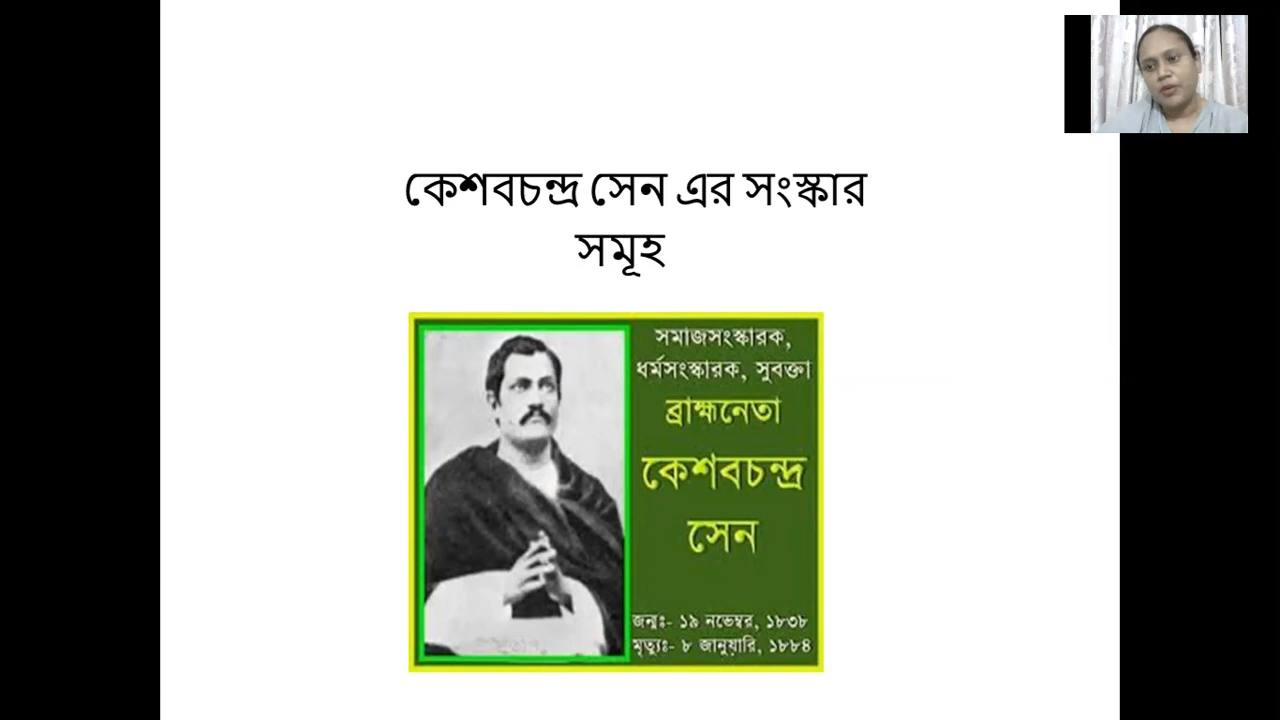 কেশবচন্দ্র সেন এর সংস্কার
সমূহ
সমাজসংস্কারক,
ধর্মসংস্কারক, সুবক্তা
ব্রাহ্মনেতা
কেশবচন্দ্র
সেন
জন্মঃ- ১৯ নভেম্বর, ১৮৩৮
মৃত্যুঃ- ৮ জানুয়ারি, ১৮৮৪